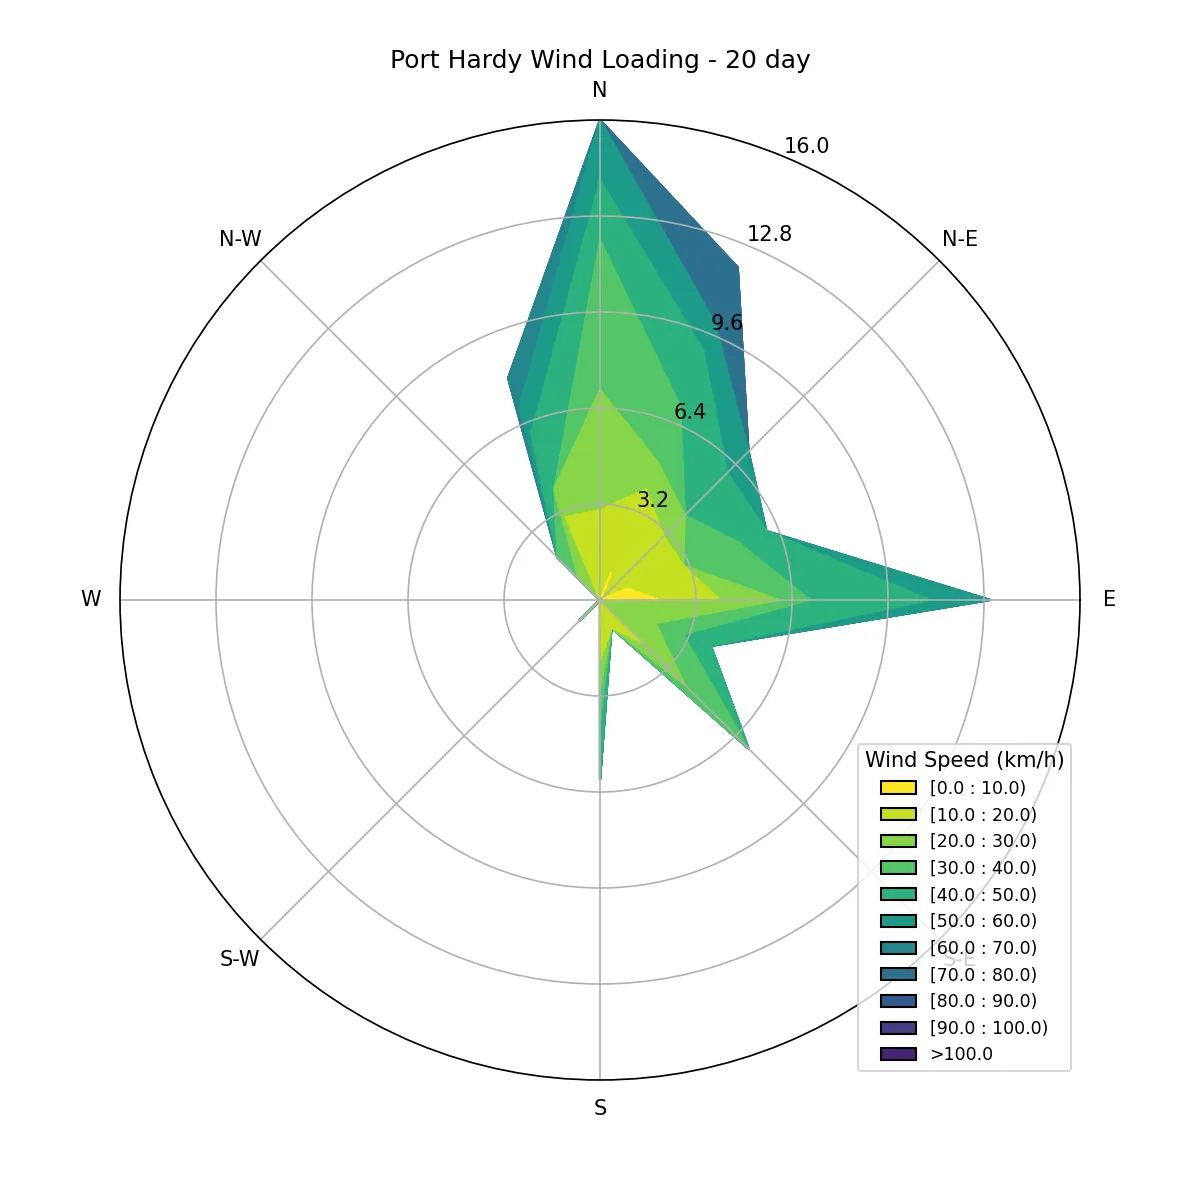 Port Hardy Wind Loading - 20 day
N
16.0
12.8
N-W
N-E
9.6
6.4
3.2
W
E
Wind Speed (km/h)
[0.0 : 10.0)
[10.0 : 20.0)
[20.0 : 30.0)
[30.0 : 40.0)
[40.0 : 50.0)
[50.0 : 60.0)
[60.0 : 70.0)
[70.0 : 80.0)
[80.0 : 90.0)
[90.0 : 100.0)
>100.0
S-W
S-E
S